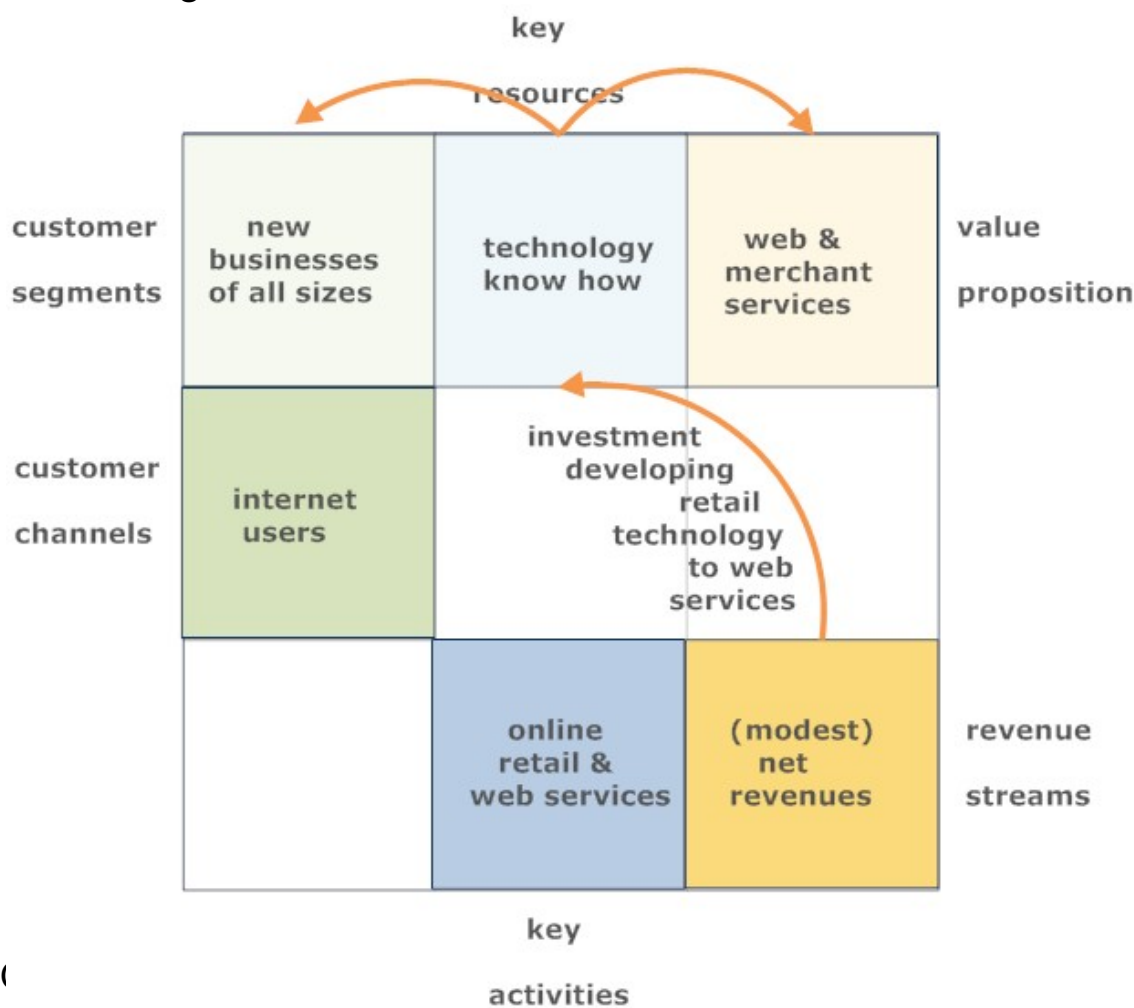 key
resources
customer
segments
new
businesses
of all sizes
technology
know how
web &
merchant
services
value
proposition
customer
channels
internet
users
investment
developing
retail
technology
to web
services
online
retail &
web services
(modest)
net
revenues
revenue
streams
key
activities